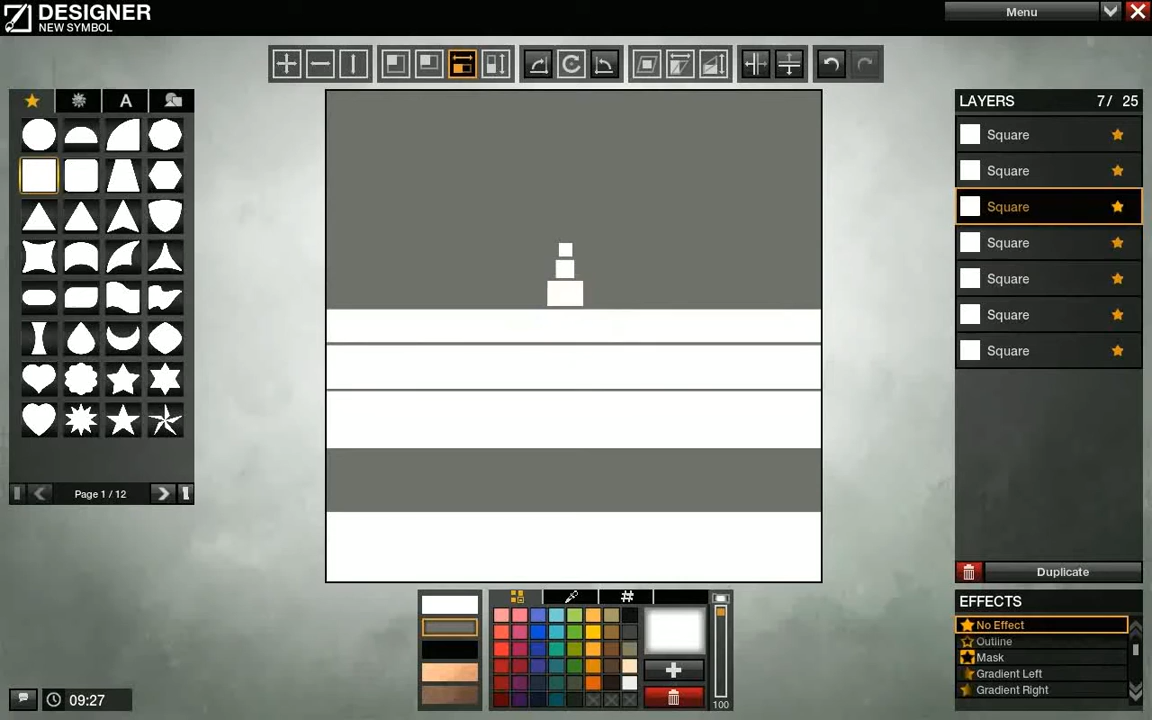 DESIGNER
NEW SYMBOL
Menu
A
LAYERS 7/ 25
Square
Square
Square
Square
Square
Square
Square
Page 1 / 12
Duplicate
#
EFFECTS
No Effect
Outline
Mask
Gradient Left
Gradient Right
100
09:27